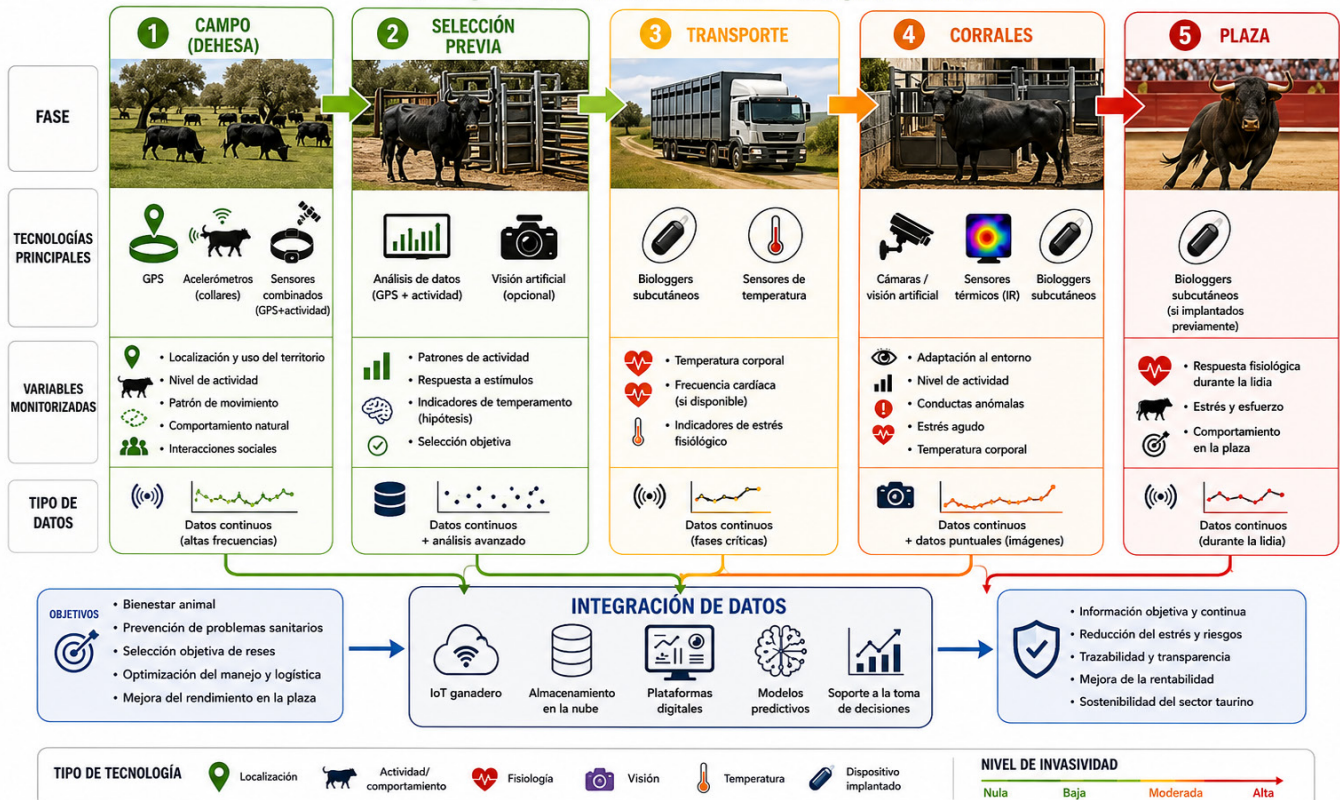 1 CAMPO
(DEHESA)
2 SELECCIÓN
PREVIA
3 TRANSPORTE
4 CORRALES
5 PLAZA
FASE
TECNOLOGÍAS
PRINCIPALES
GPS
Acelerómetros
(collares)
Sensores
combinados
(GPS+actividad)
Análisis de datos
(GPS + actividad)
Visión artificial
(opcional)
Biologgers
subcutáneos
Sensores de
temperatura
Cámaras /
visión artificial
Sensores
térmicos (IR)
Biologgers
subcutáneos
Biologgers
subcutáneos
(si implantados
previamente)
VARIABLES
MONITORIZADAS
• Localización y uso del territorio
• Nivel de actividad
• Patrón de movimiento
• Comportamiento natural
• Interacciones sociales
• Patrones de actividad
• Respuesta a estímulos
• Indicadores de temperamento
(hipótesis)
• Selección objetiva
• Temperatura corporal
• Frecuencia cardíaca
(si disponible)
• Indicadores de estrés
fisiológico
• Adaptación al entorno
• Nivel de actividad
• Conductas anómalas
• Estrés agudo
• Temperatura corporal
• Respuesta fisiológica
durante la lidia
• Estrés y esfuerzo
• Comportamiento
en la plaza
TIPO DE
DATOS
Datos continuos
(altas frecuencias)
Datos continuos
+ análisis avanzado
Datos continuos
(fases críticas)
Datos continuos
+ datos puntuales (imágenes)
Datos continuos
(durante la lidia)
OBJETIVOS
• Bienestar animal
• Prevención de problemas sanitarios
• Selección objetiva de reses
• Optimización del manejo y logística
• Mejora del rendimiento en la plaza
INTEGRACIÓN DE DATOS
IoT ganadero
Almacenamiento
en la nube
Plataformas
digitales
Modelos
predictivos
Soporte a la toma
de decisiones
• Información objetiva y continua
• Reducción del estrés y riesgos
• Trazabilidad y transparencia
• Mejora de la rentabilidad
• Sostenibilidad del sector taurino
TIPO DE TECNOLOGÍA
Localización
Actividad/
comportamiento
Fisiología
Visión
Temperatura
Dispositivo
implantado
NIVEL DE INVASIVIDAD
Nula
Baja
Moderada
Alta